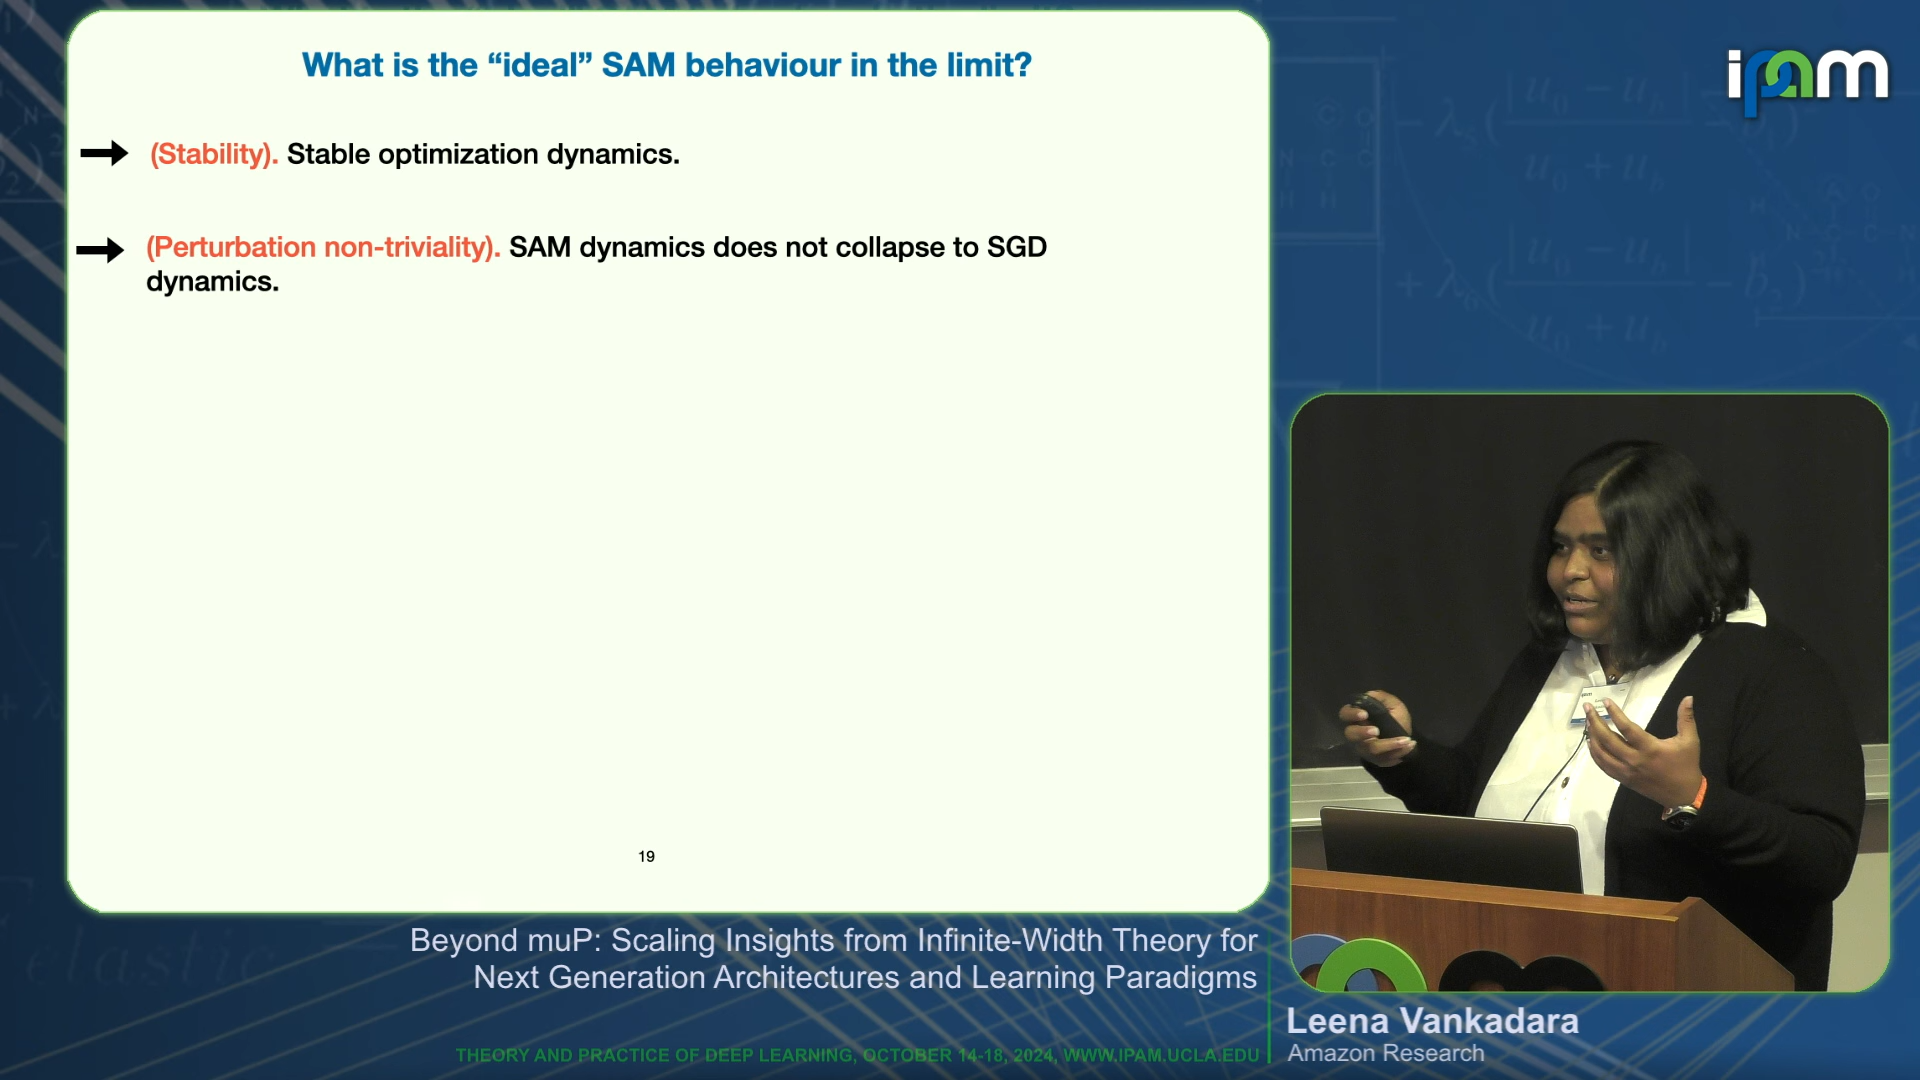 What is the “ideal” SAM behaviour in the limit?
(Stability). Stable optimization dynamics.
(Perturbation non-triviality). SAM dynamics does not collapse to SGD
dynamics.
19
ipam
Beyond muP: Scaling Insights from Infinite-Width Theory for
Next Generation Architectures and Learning Paradigms
THEORY AND PRACTICE OF DEEP LEARNING, OCTOBER 14-18, 2024, WWW.IPAM.UCLA.EDU
Leena Vankadara
Amazon Research
elastic